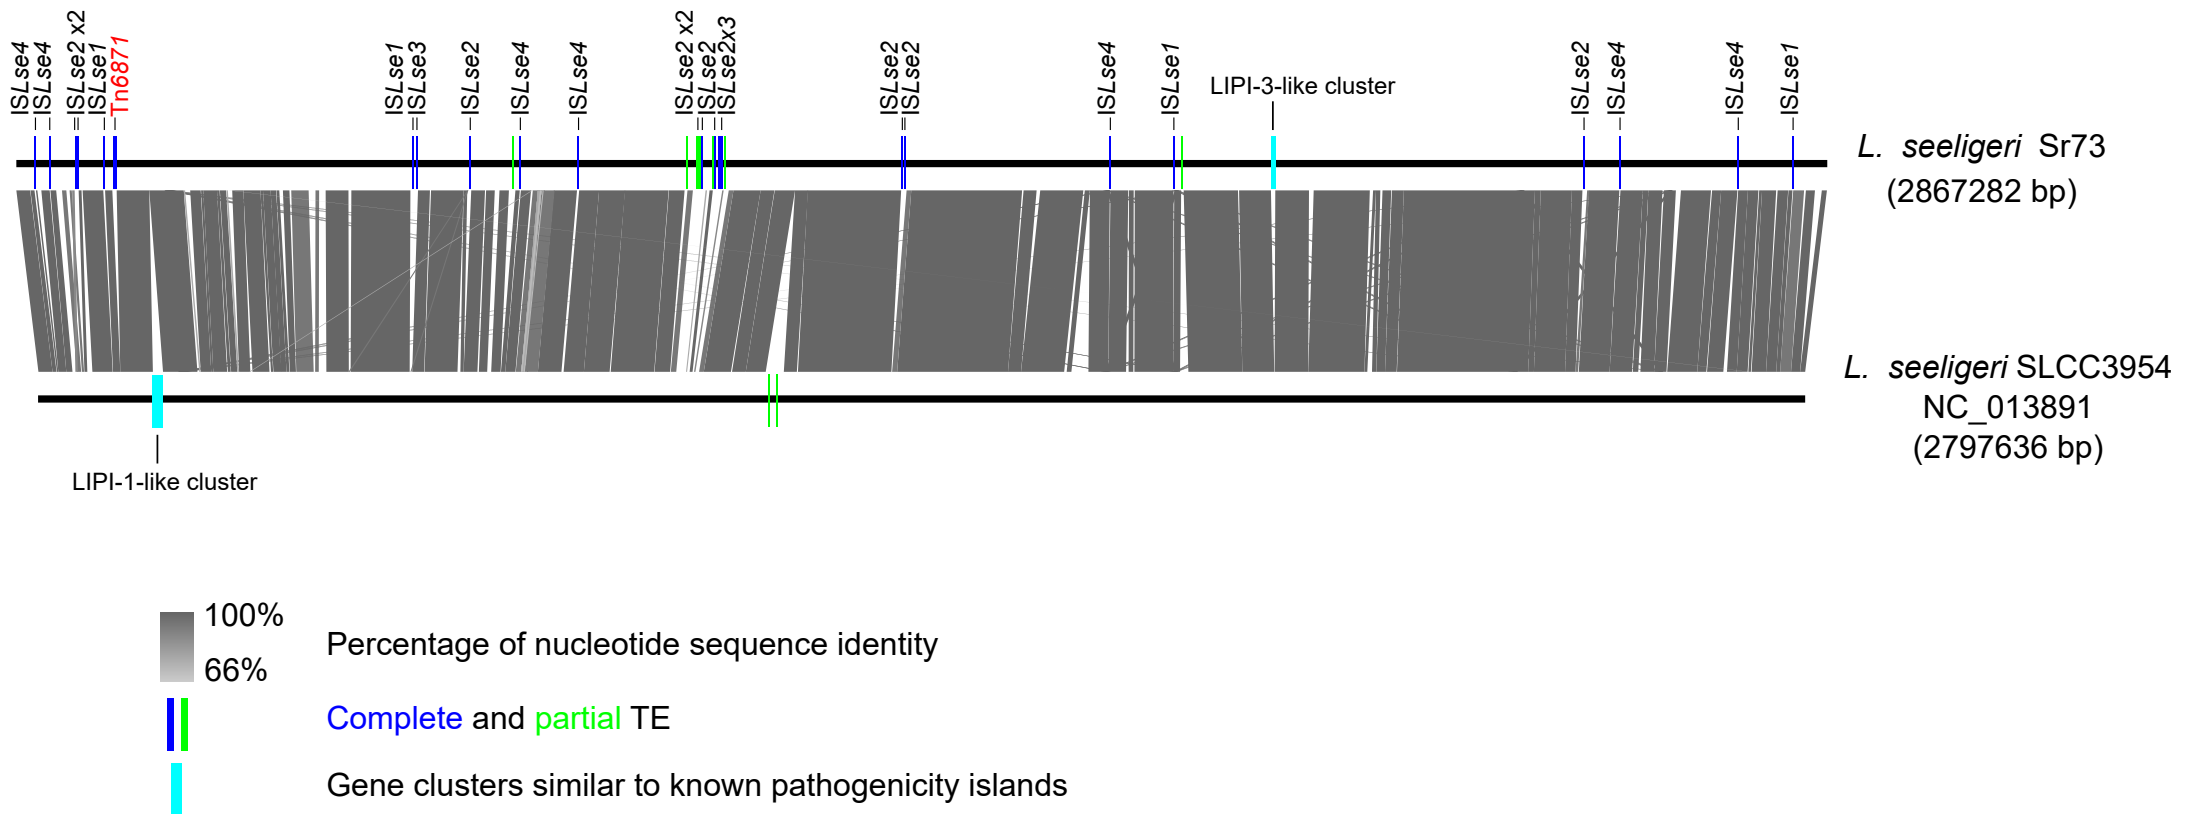 ISLse4
ISLse4
ISLse2 x2
ISLse1
Tn6871
ISLse1
ISLse3
ISLse2
ISLse4
ISLse4
ISLse2 x2
ISLse2
ISLse2x3
ISLse2
ISLse2
ISLse4
ISLse1
LIPI-3-like cluster
ISLse2
ISLse4
ISLse4
ISLse1
L. seeligeri Sr73
(2867282 bp)
L. seeligeri SLCC3954
NC_013891
(2797636 bp)
LIPI-1-like cluster
100%
66%
Percentage of nucleotide sequence identity
Complete and partial TE
Gene clusters similar to known pathogenicity islands